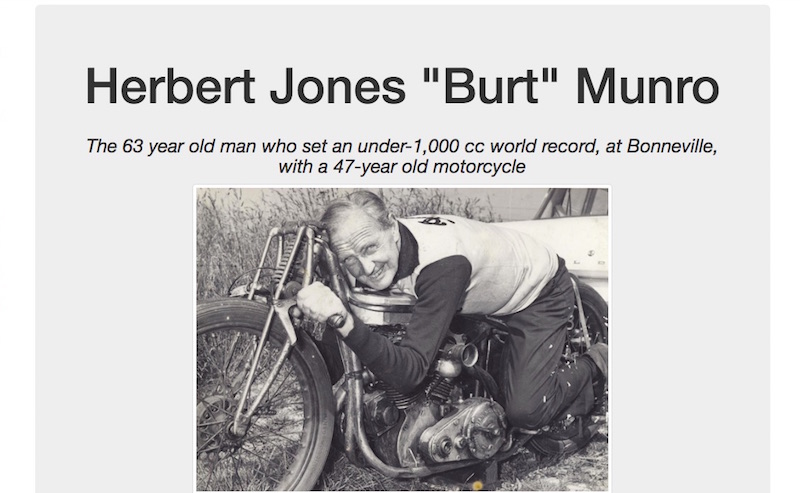 Herbert Jones "Burt" Munro
The 63 year old man who set an under-1,000 cc world record, at Bonneville,
with a 47-year old motorcycle